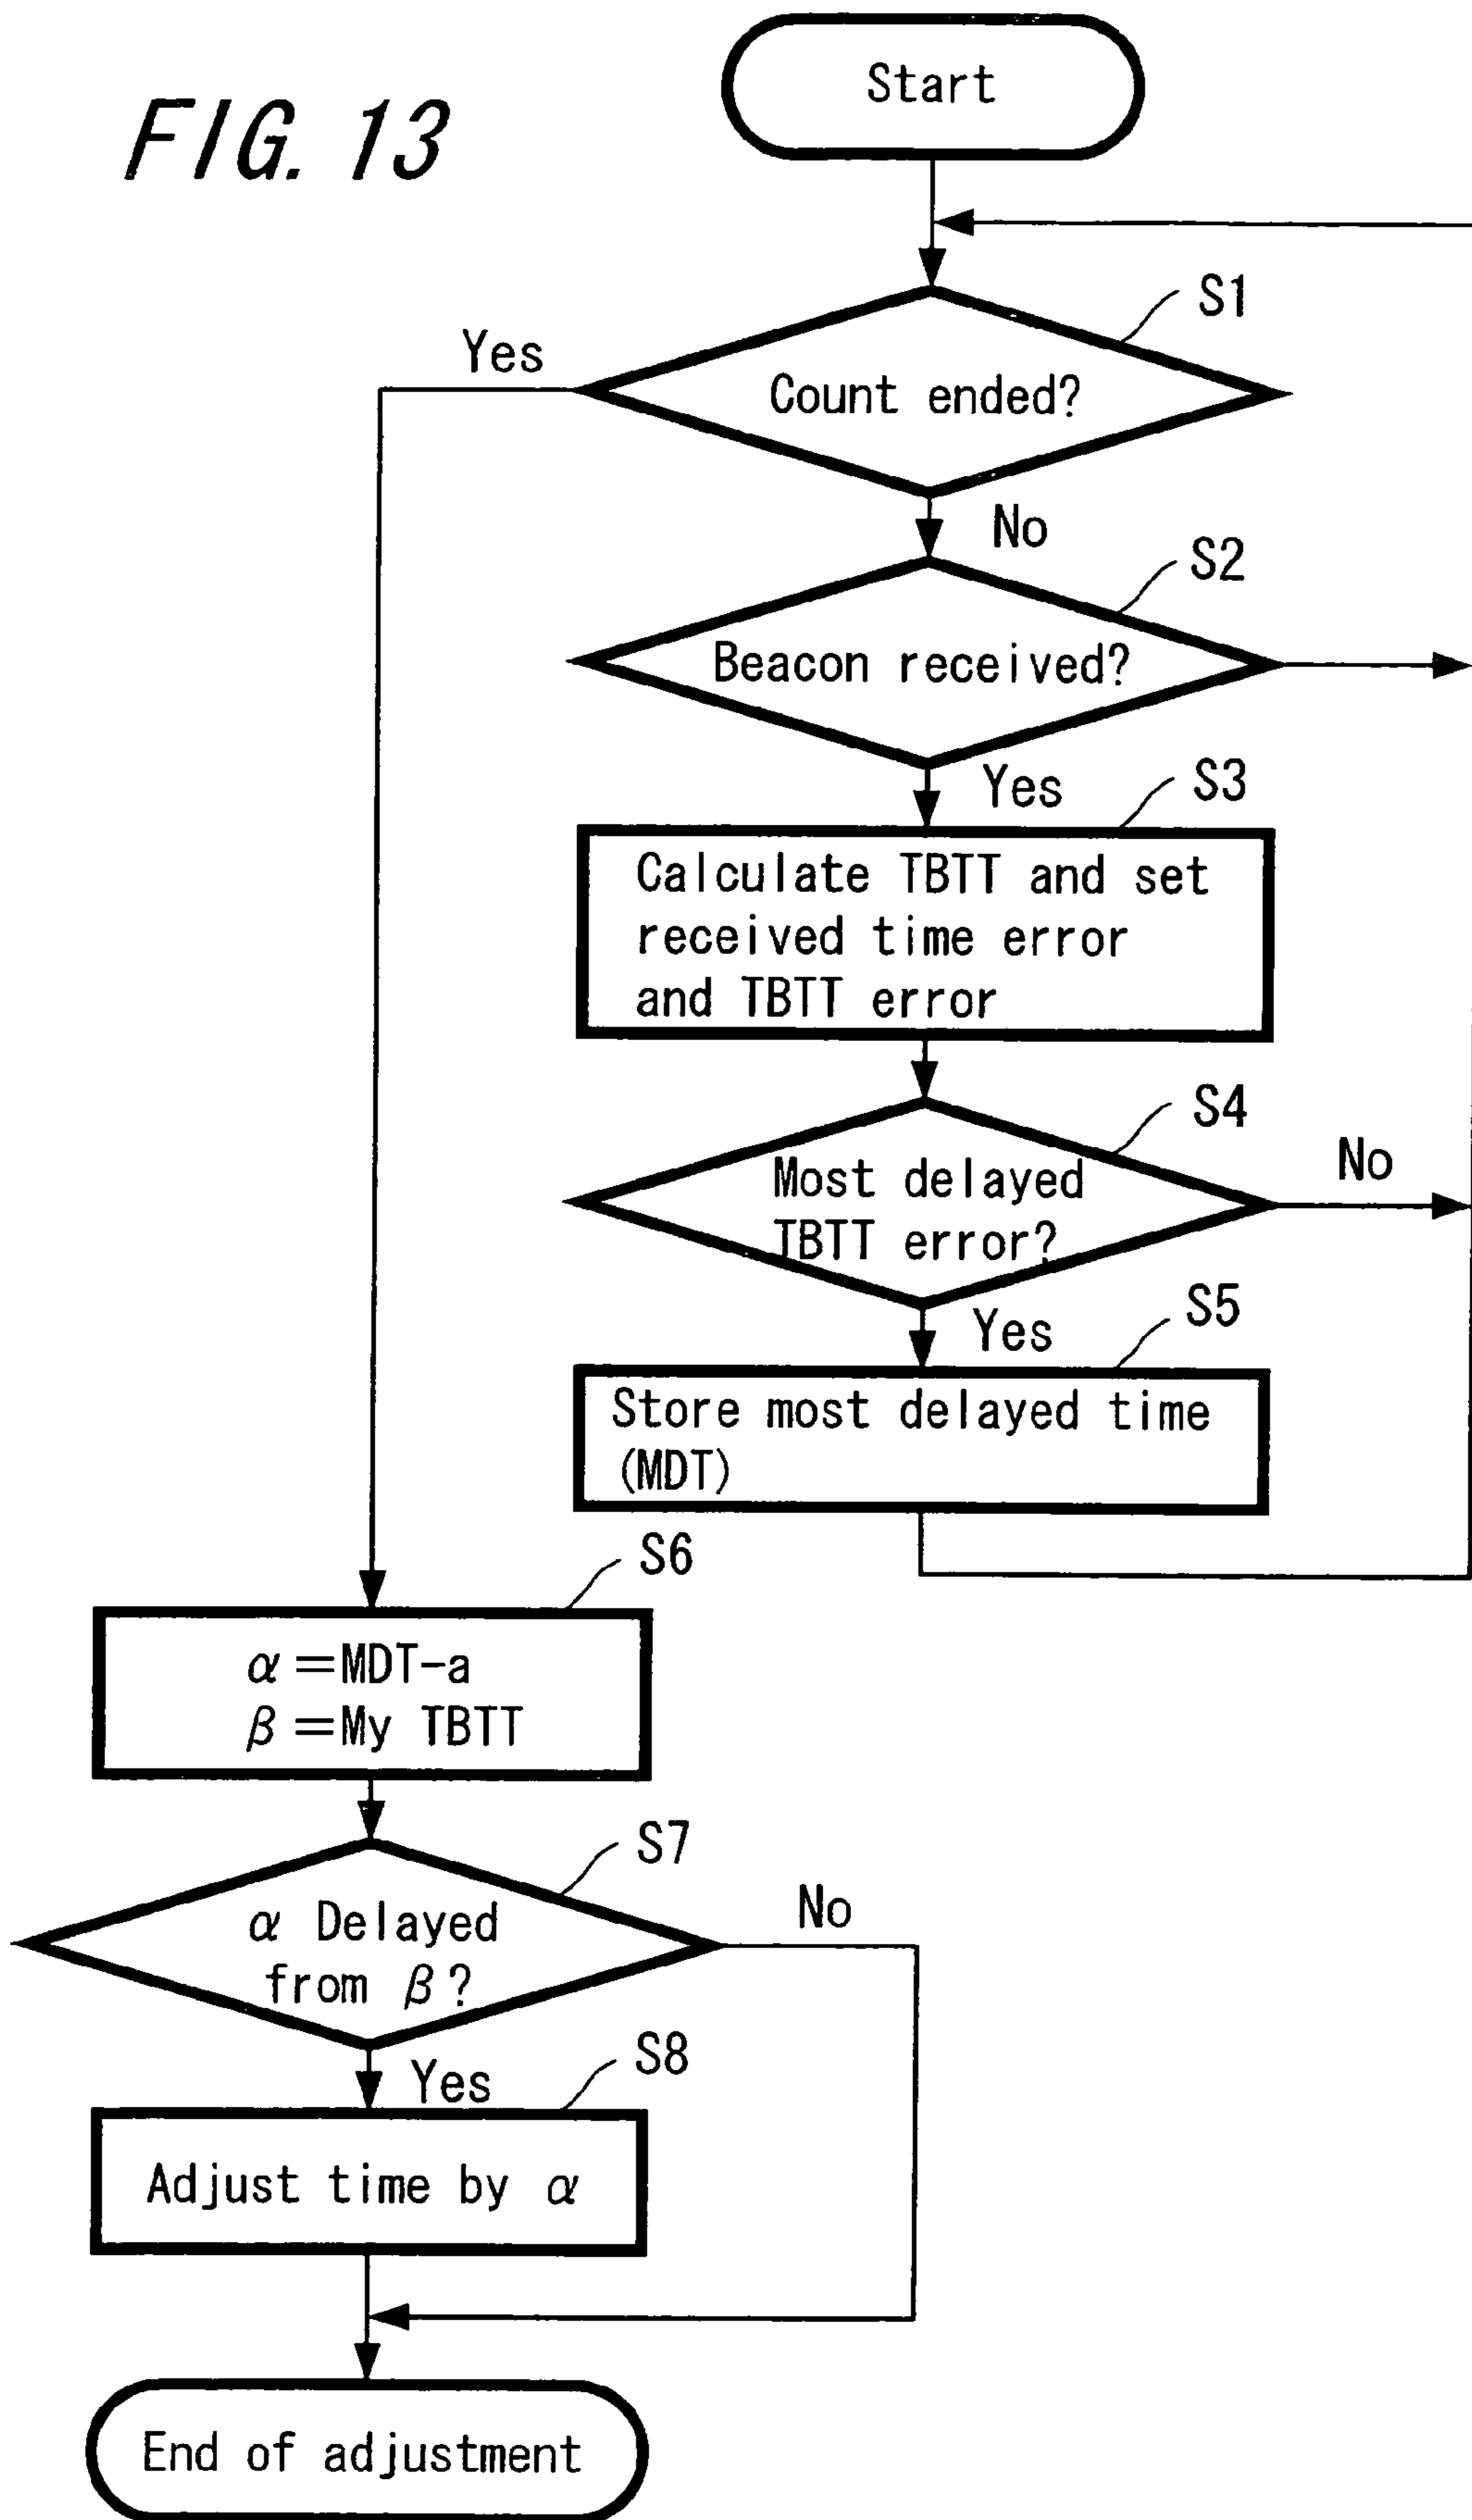 FIG. 13
Start
S1
Yes
Count ended?
No
S2
Beacon received?
Yes
S3
Calculate TBTT and set
received time error
and TBTT error
S4
Most delayed
TBTT error?
No
Yes
S5
Store most delayed time
(MDT)
S6
α=MDT-a
β=My TBTT
S7
α Delayed
from β?
No
Yes
S8
Adjust time by α
End of adjustment